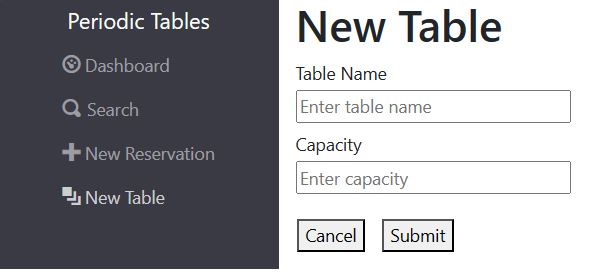 Periodic Tables
Dashboard
Search
New Reservation
New Table
New Table
Table Name
Enter table name
Capacity
Enter capacity
Cancel Submit